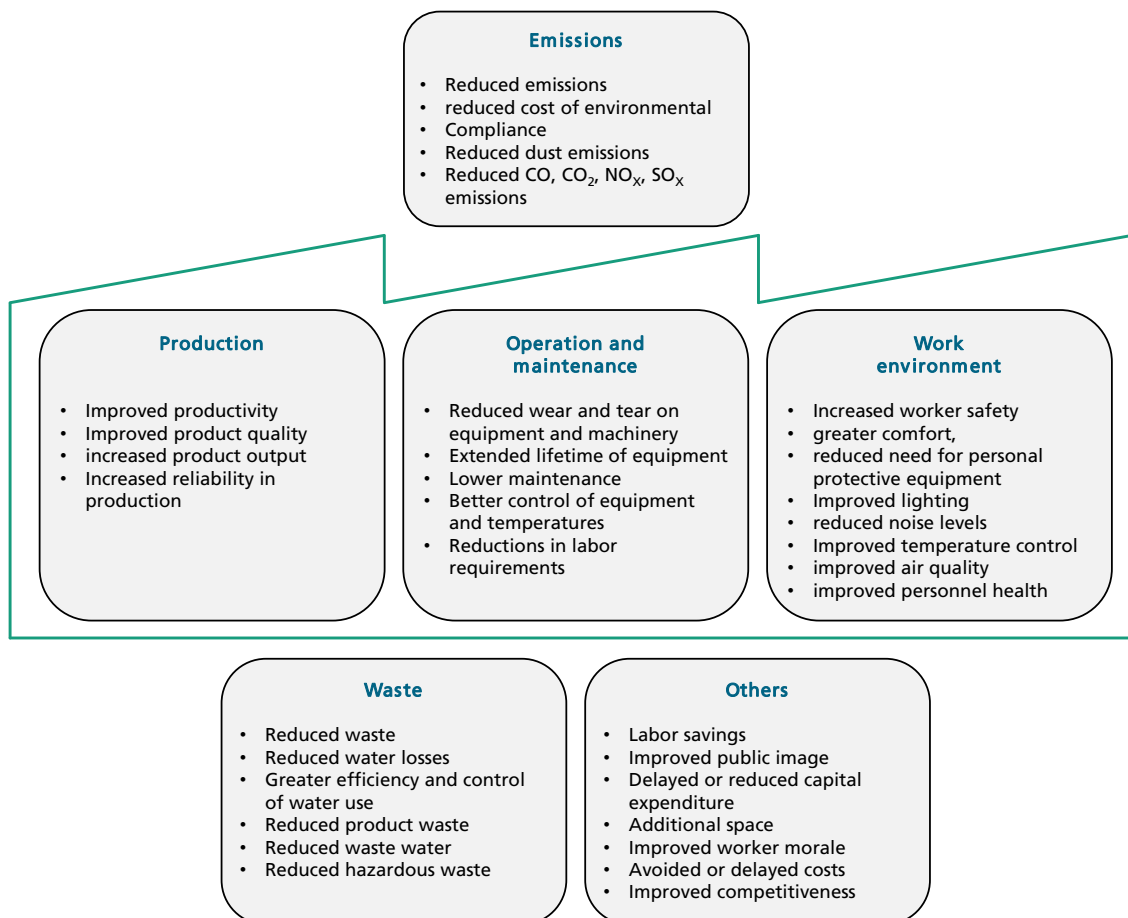 Emissions
• Reduced emissions
• reduced cost of environmental
• Compliance
• Reduced dust emissions
• Reduced CO, CO₂, NOₓ, SOₓ
emissions
Production
• Improved productivity
• Improved product quality
• increased product output
• Increased reliability in
production
Operation and
maintenance
• Reduced wear and tear on
equipment and machinery
• Extended lifetime of equipment
• Lower maintenance
• Better control of equipment
and temperatures
• Reductions in labor
requirements
Work
environment
• Increased worker safety
• greater comfort,
• reduced need for personal
protective equipment
• Improved lighting
• reduced noise levels
• Improved temperature control
• improved air quality
• improved personnel health
Waste
• Reduced waste
• Reduced water losses
• Greater efficiency and control
of water use
• Reduced product waste
• Reduced waste water
• Reduced hazardous waste
Others
• Labor savings
• Improved public image
• Delayed or reduced capital
expenditure
• Additional space
• Improved worker morale
• Avoided or delayed costs
• Improved competitiveness